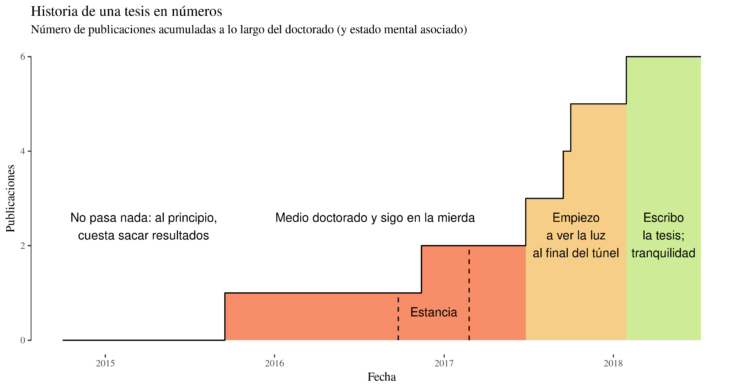 Historia de una tesis en números
Número de publicaciones acumuladas a lo largo del doctorado (y estado mental asociado)
6
4
2
0
Publicaciones
No pasa nada: al principio,
cuesta sacar resultados
Medio doctorado y sigo en la mierda
Estancia
Empiezo
a ver la luz
al final del túnel
Escribo
la tesis;
tranquilidad
2015
2016
2017
2018
Fecha